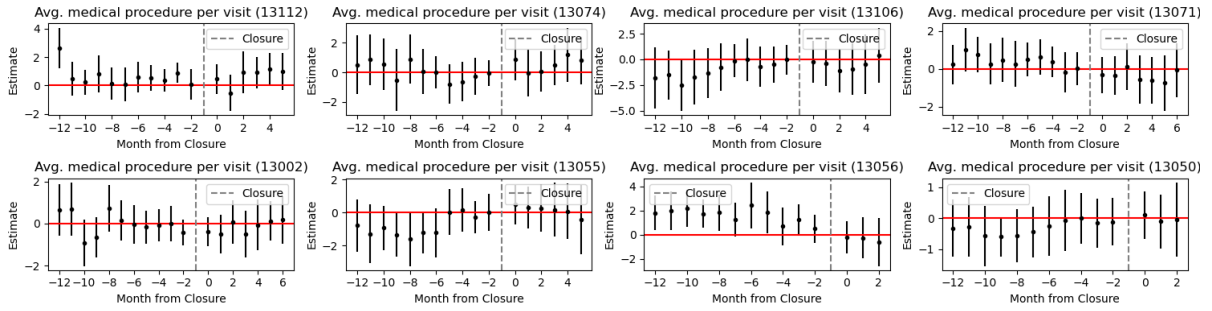 Avg. medical procedure per visit (13112)
4
2
0
−2
Estimate
Closure
−12 −10 −8 −6 −4 −2 0 2 4
Month from Closure
Avg. medical procedure per visit (13074)
2
0
−2
Estimate
Closure
−12 −10 −8 −6 −4 −2 0 2 4
Month from Closure
Avg. medical procedure per visit (13106)
2.5
0.0
−2.5
−5.0
Estimate
Closure
−12 −10 −8 −6 −4 −2 0 2 4
Month from Closure
Avg. medical procedure per visit (13071)
2
0
−2
Estimate
Closure
−12 −10 −8 −6 −4 −2 0 2 4 6
Month from Closure
Avg. medical procedure per visit (13002)
2
0
−2
Estimate
Closure
−12 −10 −8 −6 −4 −2 0 2 4 6
Month from Closure
Avg. medical procedure per visit (13055)
2
0
−2
Estimate
Closure
−12 −10 −8 −6 −4 −2 0 2 4
Month from Closure
Avg. medical procedure per visit (13056)
4
2
0
−2
Estimate
Closure
−12 −10 −8 −6 −4 −2 0 2
Month from Closure
Avg. medical procedure per visit (13050)
1
0
−1
Estimate
Closure
−12 −10 −8 −6 −4 −2 0 2
Month from Closure